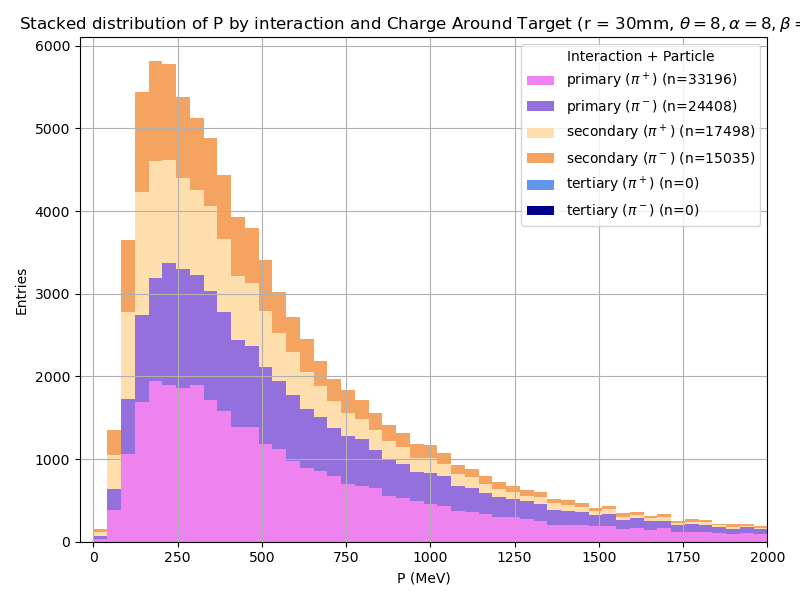 Stacked distribution of P by interaction and Charge Around Target (r = 30mm, θ = 8, α = 8, β =
6000
5000
4000
3000
2000
1000
0
Entries
0 250 500 750 1000 1250 1500 1750 2000
P (MeV)
Interaction + Particle
primary (π⁺) (n=33196)
primary (π⁻) (n=24408)
secondary (π⁺) (n=17498)
secondary (π⁻) (n=15035)
tertiary (π⁺) (n=0)
tertiary (π⁻) (n=0)